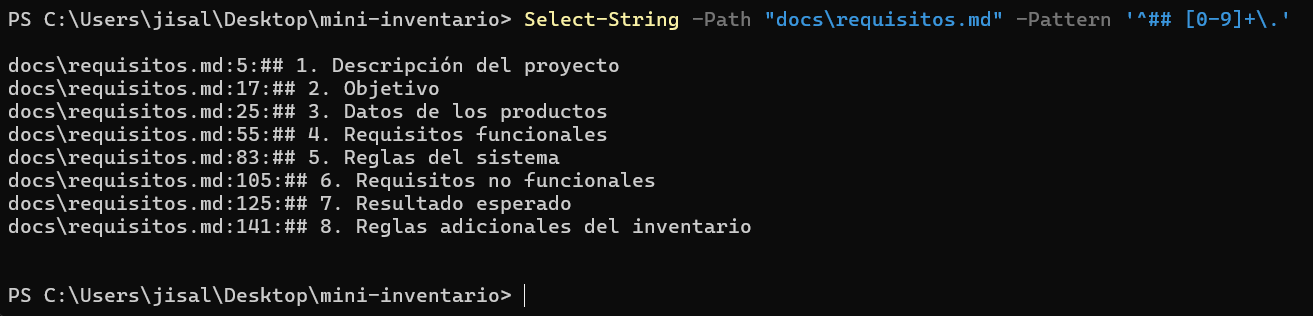 PS C:\Users\jisal\Desktop\mini-inventario> Select-String -Path "docs\requisitos.md" -Pattern '^## [0-9]+\.'
docs\requisitos.md:5:## 1. Descripción del proyecto
docs\requisitos.md:17:## 2. Objetivo
docs\requisitos.md:25:## 3. Datos de los productos
docs\requisitos.md:55:## 4. Requisitos funcionales
docs\requisitos.md:83:## 5. Reglas del sistema
docs\requisitos.md:105:## 6. Requisitos no funcionales
docs\requisitos.md:125:## 7. Resultado esperado
docs\requisitos.md:141:## 8. Reglas adicionales del inventario
PS C:\Users\jisal\Desktop\mini-inventario>